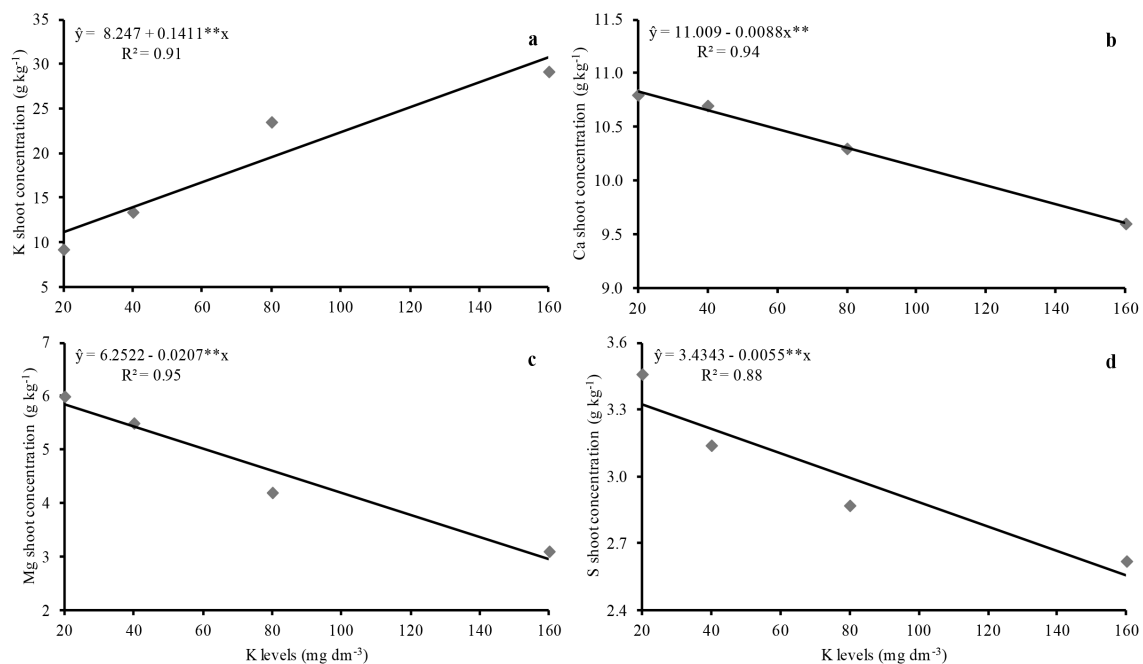 ŷ = 8.247 + 0.1411**x
R² = 0.91
a
K shoot concentration (g kg⁻¹)
35
30
25
20
15
10
5
20 40 60 80 100 120 140 160
ŷ = 11.009 - 0.0088x**
R² = 0.94
b
Ca shoot concentration (g kg⁻¹)
11.5
11.0
10.5
10.0
9.5
9.0
20 40 60 80 100 120 140 160
ŷ = 6.2522 - 0.0207**x
R² = 0.95
c
Mg shoot concentration (g kg⁻¹)
7
6
5
4
3
2
20 40 60 80 100 120 140 160
K levels (mg dm⁻³)
ŷ = 3.4343 - 0.0055**x
R² = 0.88
d
S shoot concentration (g kg⁻¹)
3.6
3.3
3.0
2.7
2.4
20 40 60 80 100 120 140 160
K levels (mg dm⁻³)